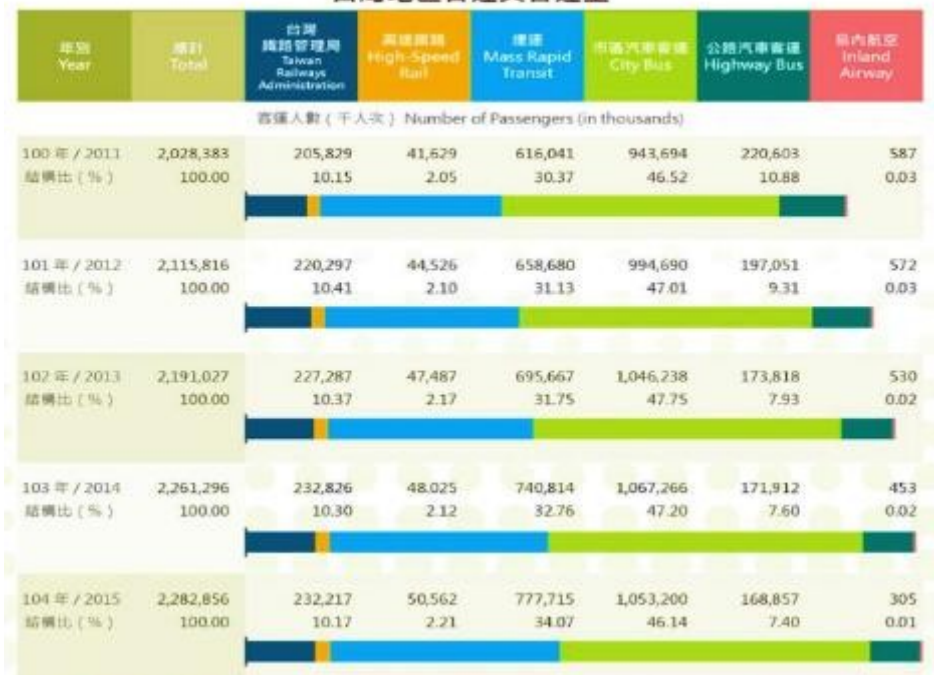 年別 總計 台灣鐵路管理局 高速鐵路 捷運 市區汽車客運 公路汽車客運 島內航空
Year Total Taiwan Railways Administration High-Speed Rail Mass Rapid Transit City Bus Highway Bus Inland Airway
客運人數（千人次）Number of Passengers (in thousands)
100 年 / 2011 2,028,383 205,829 41,629 616,041 943,694 220,603 587
結構比（%） 100.00 10.15 2.05 30.37 46.52 10.88 0.03
101 年 / 2012 2,115,816 220,297 44,526 658,680 994,690 197,051 572
結構比（%） 100.00 10.41 2.10 31.13 47.01 9.31 0.03
102 年 / 2013 2,191,027 227,287 47,487 695,667 1,046,238 173,818 530
結構比（%） 100.00 10.37 2.17 31.75 47.75 7.93 0.02
103 年 / 2014 2,261,296 232,826 48.025 740,814 1,067,266 171,912 453
結構比（%） 100.00 10.30 2.12 32.76 47.20 7.60 0.02
104 年 / 2015 2,282,856 232,217 50,562 777,715 1,053,200 168,857 305
結構比（%） 100.00 10.17 2.21 34.07 46.14 7.40 0.01